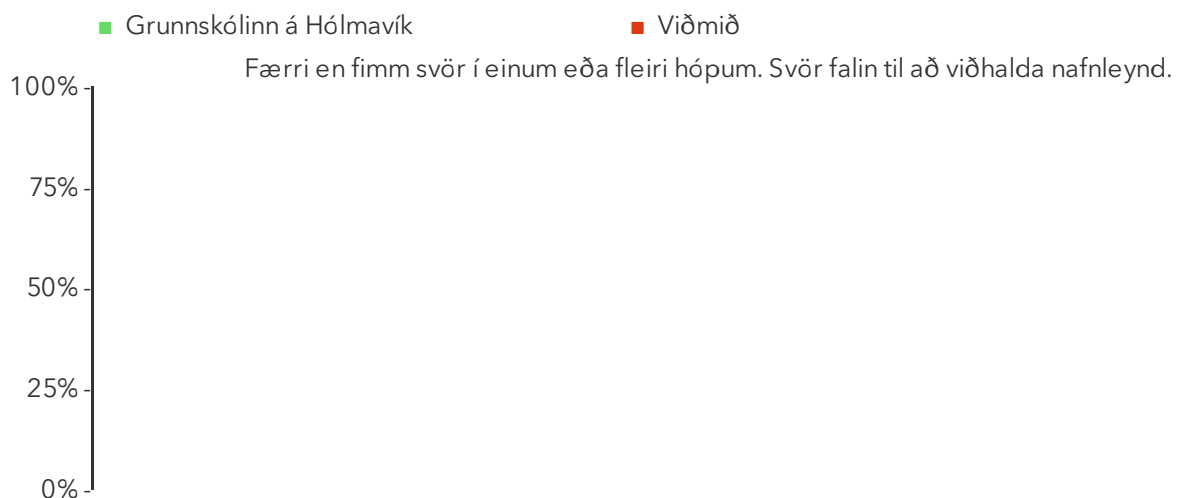 Grunnskólinn á Hólmavík Viðmið
Færri en fimm svör í einum eða fleiri hópum. Svör falin til að viðhalda nafnleynd.
100%
75%
50%
25%
0%